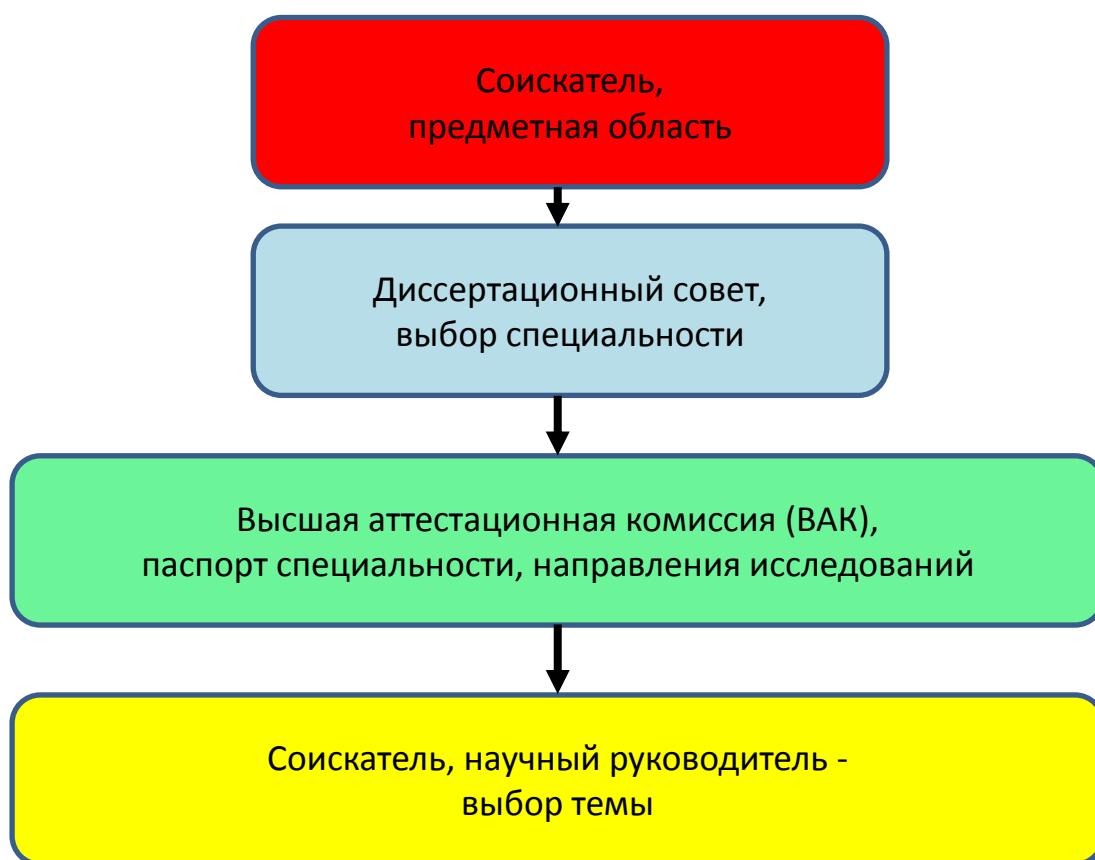 Соискатель,
предметная область
Диссертационный совет,
выбор специальности
Высшая аттестационная комиссия (ВАК),
паспорт специальности, направления исследований
Соискатель, научный руководитель -
выбор темы